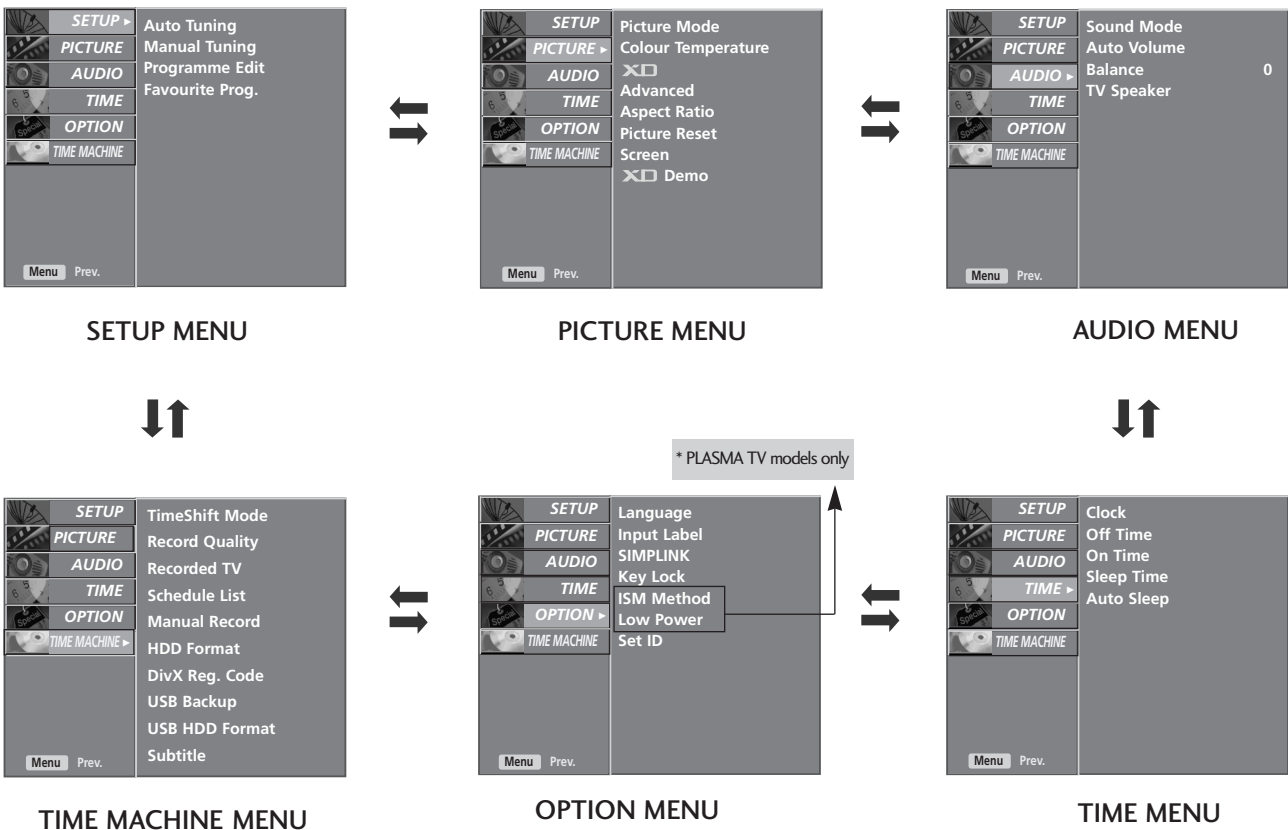 SETUP
PICTURE
AUDIO
TIME
OPTION
TIME MACHINE
Auto Tuning
Manual Tuning
Programme Edit
Favourite Prog.
Menu Prev.
SETUP MENU
SETUP
PICTURE
AUDIO
TIME
OPTION
TIME MACHINE
Picture Mode
Colour Temperature
XD
Advanced
Aspect Ratio
Picture Reset
Screen
XD Demo
Menu Prev.
PICTURE MENU
SETUP
PICTURE
AUDIO
TIME
OPTION
TIME MACHINE
Sound Mode
Auto Volume
Balance 0
TV Speaker
Menu Prev.
AUDIO MENU
SETUP
PICTURE
AUDIO
TIME
OPTION
TIME MACHINE
TimeShift Mode
Record Quality
Recorded TV
Schedule List
Manual Record
HDD Format
DivX Reg. Code
USB Backup
USB HDD Format
Subtitle
Menu Prev.
TIME MACHINE MENU
* PLASMA TV models only
SETUP
PICTURE
AUDIO
TIME
OPTION
TIME MACHINE
Language
Input Label
SIMPLINK
Key Lock
ISM Method
Low Power
Set ID
Menu Prev.
OPTION MENU
SETUP
PICTURE
AUDIO
TIME
OPTION
TIME MACHINE
Clock
Off Time
On Time
Sleep Time
Auto Sleep
Menu Prev.
TIME MENU